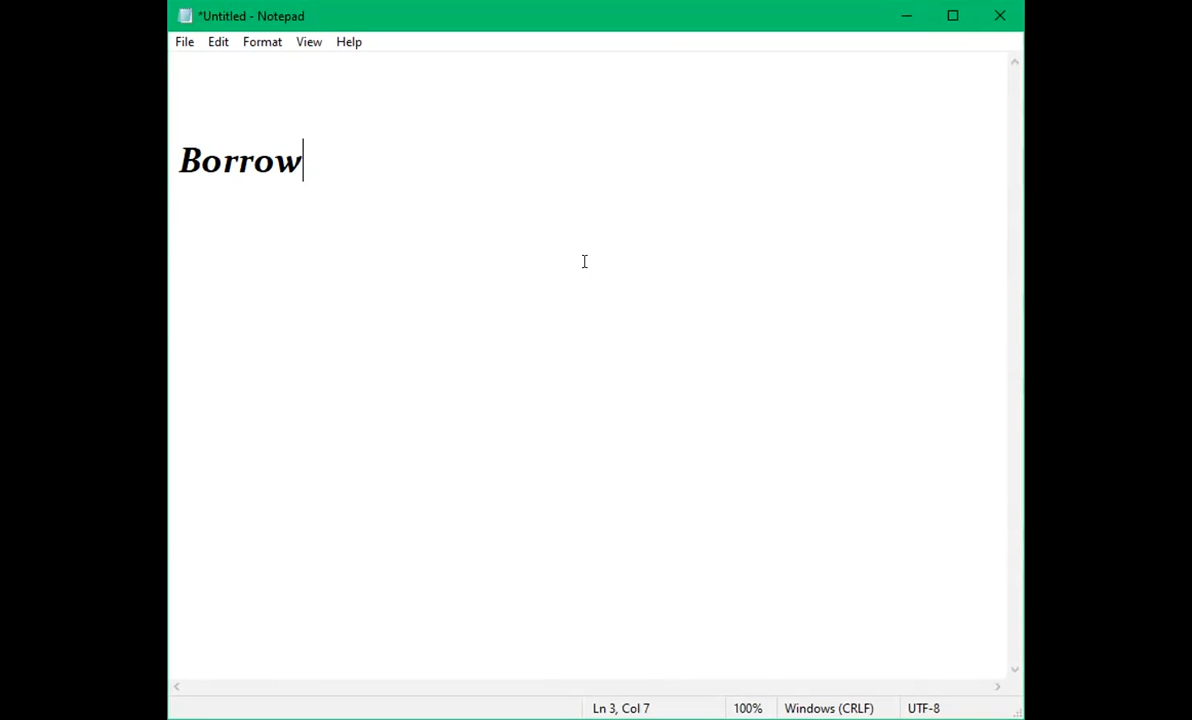 *Untitled - Notepad
File Edit Format View Help
Borrow
Ln 3, Col 7 100% Windows (CRLF) UTF-8